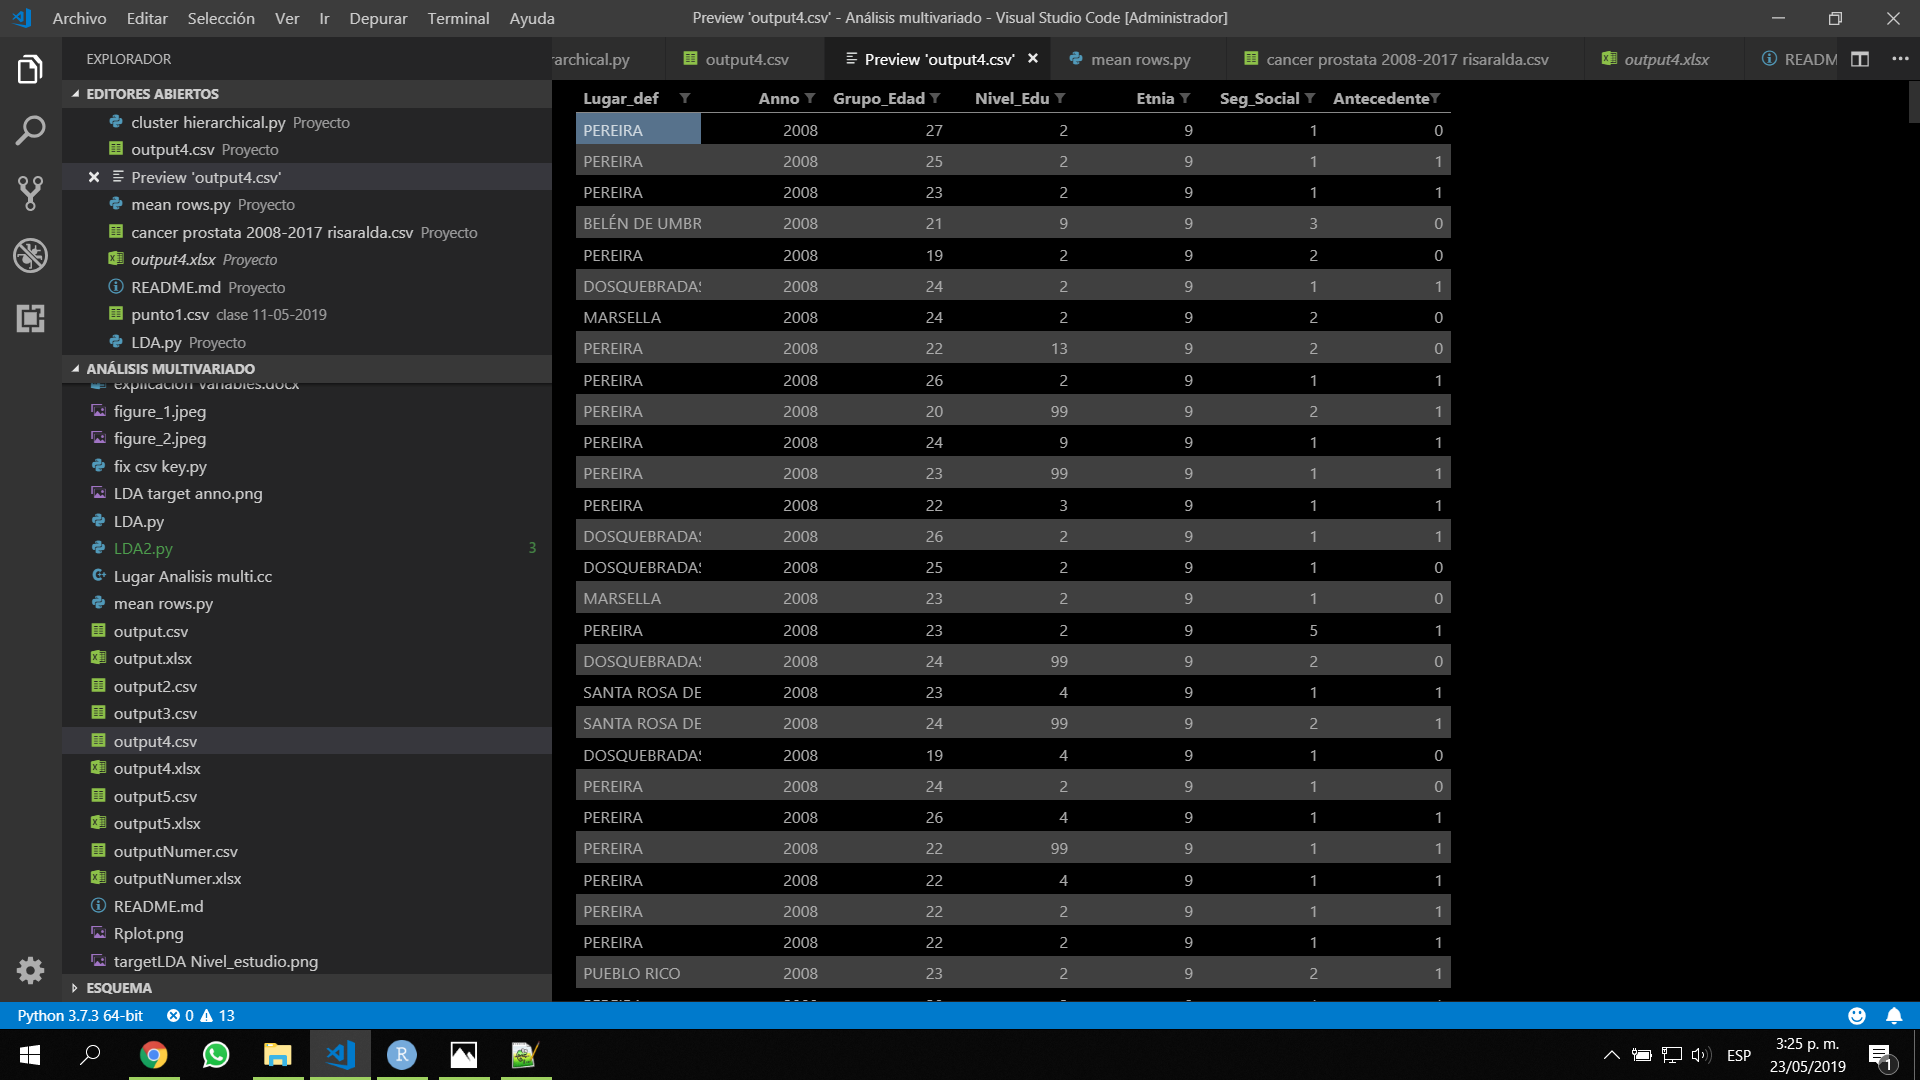 Archivo Editar Selección Ver Ir Depurar Terminal Ayuda
Preview 'output4.csv' - Análisis multivariado - Visual Studio Code [Administrador]
EXPLORADOR
rarchical.py output4.csv Preview 'output4.csv' mean rows.py cancer prostata 2008-2017 risaralda.csv output4.xlsx READM
EDITORES ABIERTOS
cluster hierarchical.py Proyecto
output4.csv Proyecto
Preview 'output4.csv'
mean rows.py Proyecto
cancer prostata 2008-2017 risaralda.csv Proyecto
output4.xlsx Proyecto
README.md Proyecto
punto1.csv clase 11-05-2019
LDA.py Proyecto
ANÁLISIS MULTIVARIADO
explicacion variables.docx
figure_1.jpeg
figure_2.jpeg
fix csv key.py
LDA target anno.png
LDA.py
LDA2.py 3
Lugar Analisis multi.cc
mean rows.py
output.csv
output.xlsx
output2.csv
output3.csv
output4.csv
output4.xlsx
output5.csv
output5.xlsx
outputNumer.csv
outputNumer.xlsx
README.md
Rplot.png
targetLDA Nivel_estudio.png
ESQUEMA
Lugar_def Anno Grupo_Edad Nivel_Edu Etnia Seg_Social Antecedente
PEREIRA 2008 27 2 9 1 0
PEREIRA 2008 25 2 9 1 1
PEREIRA 2008 23 2 9 1 1
BELÉN DE UMBR 2008 21 9 9 3 0
PEREIRA 2008 19 2 9 2 0
DOSQUEBRADAS 2008 24 2 9 1 1
MARSELLA 2008 24 2 9 2 0
PEREIRA 2008 22 13 9 2 0
PEREIRA 2008 26 2 9 1 1
PEREIRA 2008 20 99 9 2 1
PEREIRA 2008 24 9 9 1 1
PEREIRA 2008 23 99 9 1 1
PEREIRA 2008 22 3 9 1 1
DOSQUEBRADAS 2008 26 2 9 1 1
DOSQUEBRADAS 2008 25 2 9 1 0
MARSELLA 2008 23 2 9 1 0
PEREIRA 2008 23 2 9 5 1
DOSQUEBRADAS 2008 24 99 9 2 0
SANTA ROSA DE 2008 23 4 9 1 1
SANTA ROSA DE 2008 24 99 9 2 1
DOSQUEBRADAS 2008 19 4 9 1 0
PEREIRA 2008 24 2 9 1 0
PEREIRA 2008 26 4 9 1 1
PEREIRA 2008 22 99 9 1 1
PEREIRA 2008 22 4 9 1 1
PEREIRA 2008 22 2 9 1 1
PEREIRA 2008 22 2 9 1 1
PUEBLO RICO 2008 23 2 9 2 1
Python 3.7.3 64-bit 0 13
ESP
3:25 p. m.
23/05/2019
1